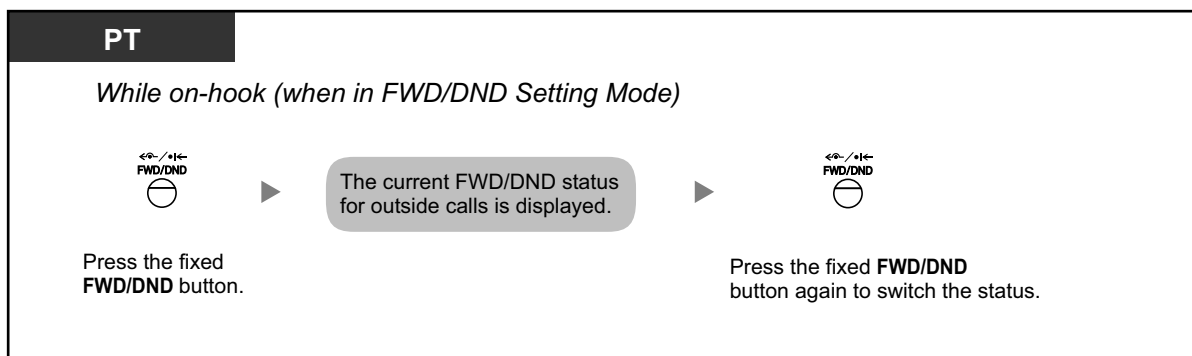 PT
While on-hook (when in FWD/DND Setting Mode)
FWD/DND
The current FWD/DND status
for outside calls is displayed.
FWD/DND
Press the fixed
FWD/DND button.
Press the fixed FWD/DND
button again to switch the status.